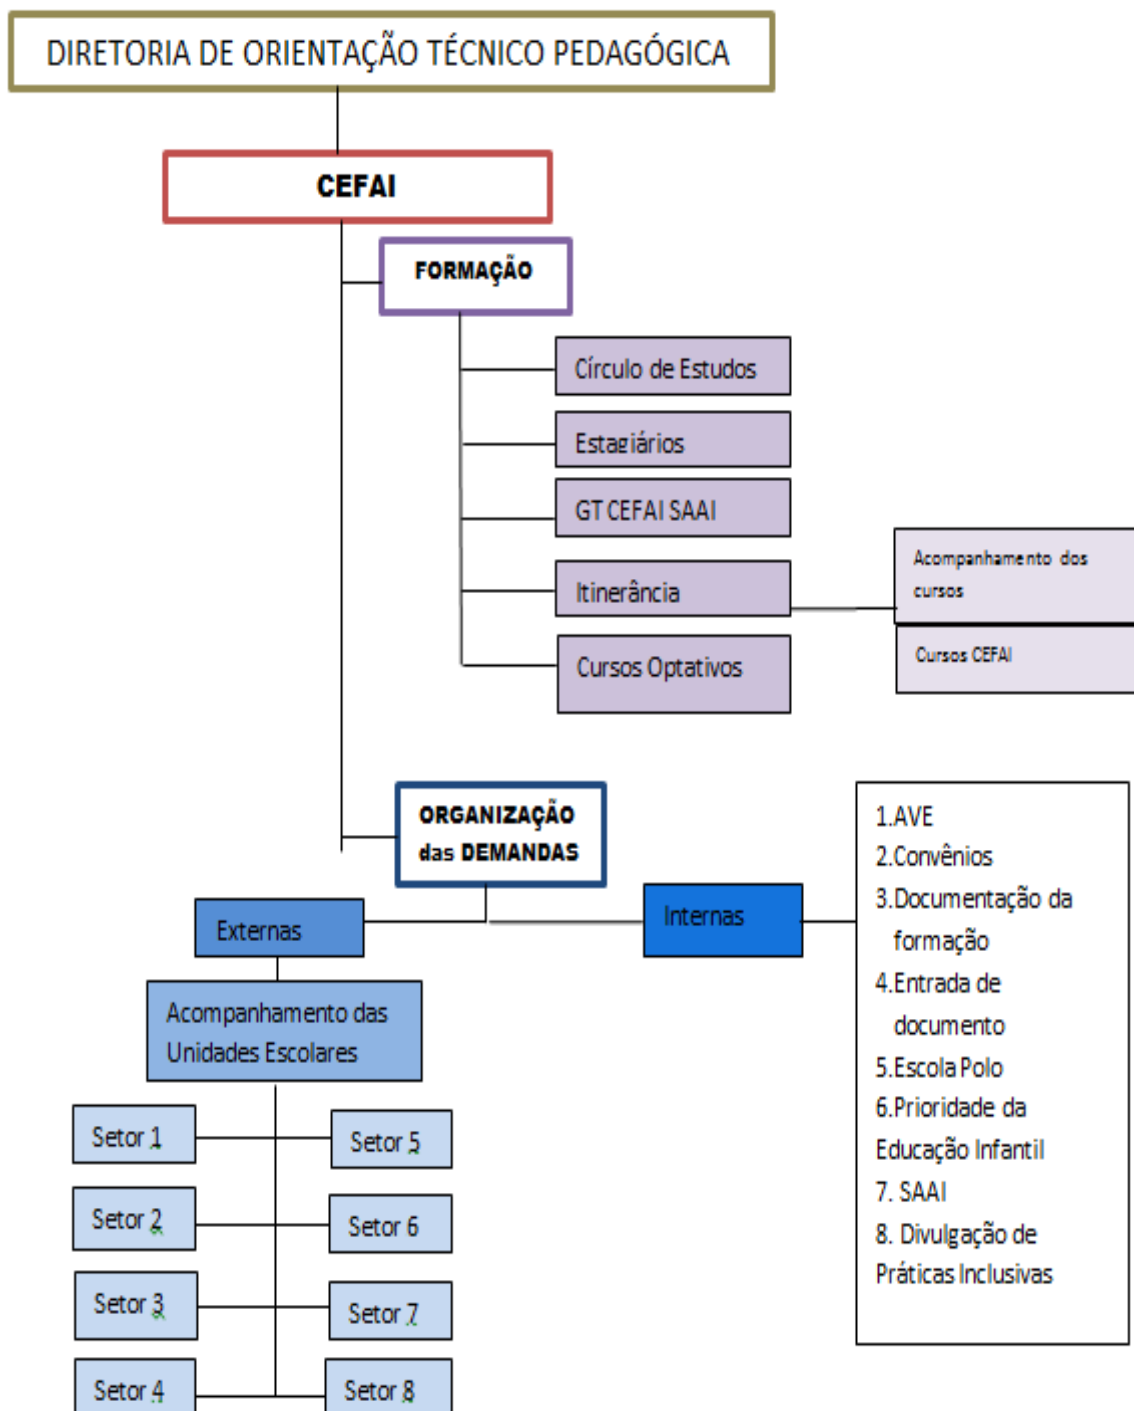 DIRETORIA DE ORIENTAÇÃO TÉCNICO PEDAGÓGICA
CEFAI
FORMAÇÃO
Círculo de Estudos
Estagiários
GT CEFAI SAAI
Itinerância
Cursos Optativos
Acompanhamento dos
cursos
Cursos CEFAI
ORGANIZAÇÃO
das DEMANDAS
Externas
Internas
Acompanhamento das
Unidades Escolares
Setor 1
Setor 5
Setor 2
Setor 6
Setor 3
Setor 7
Setor 4
Setor 8
1.AVE
2.Convênios
3.Documentação da
formação
4.Entrada de
documento
5.Escola Polo
6.Prioridade da
Educação Infantil
7. SAAI
8. Divulgação de
Práticas Inclusivas